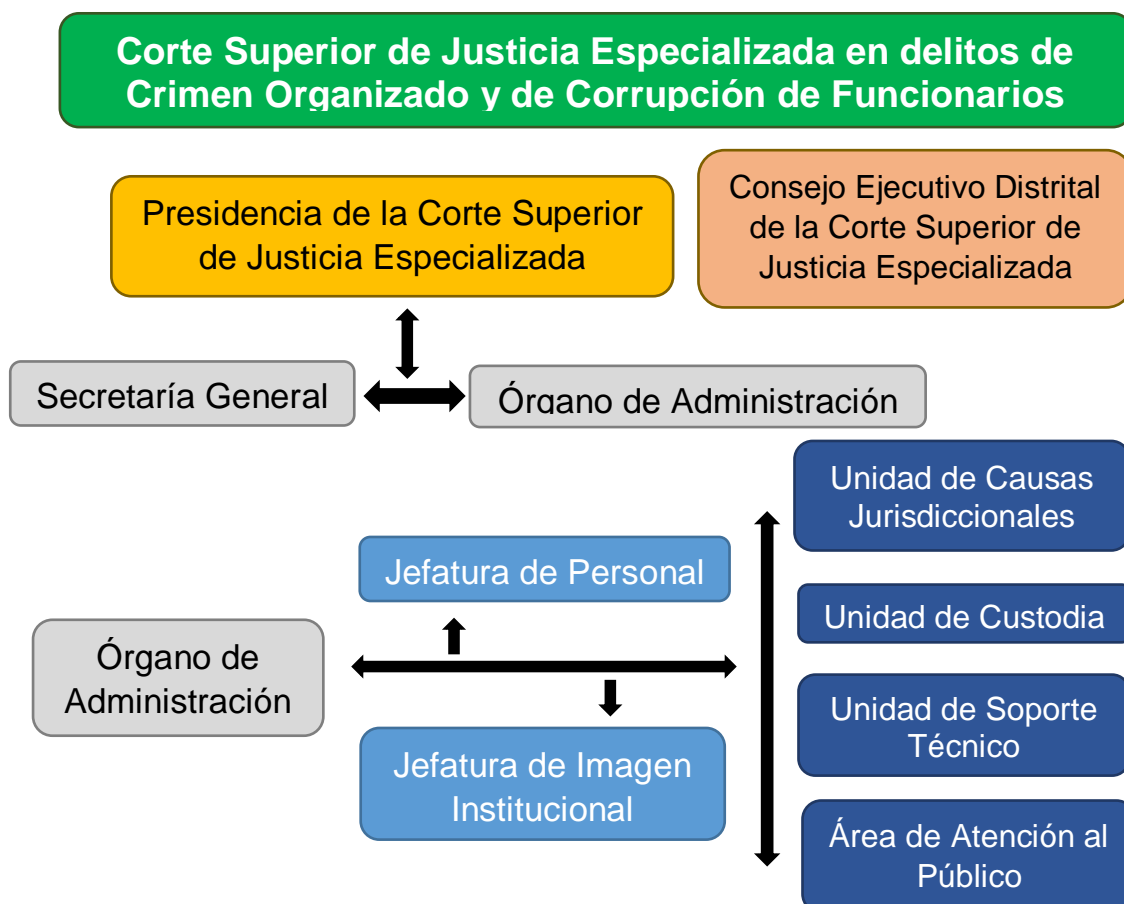 Corte Superior de Justicia Especializada en delitos de
Crimen Organizado y de Corrupción de Funcionarios
Presidencia de la Corte Superior
de Justicia Especializada
Consejo Ejecutivo Distrital
de la Corte Superior de
Justicia Especializada
Secretaría General
Órgano de Administración
Unidad de Causas
Jurisdiccionales
Jefatura de Personal
Unidad de Custodia
Órgano de
Administración
Unidad de Soporte
Técnico
Jefatura de Imagen
Institucional
Área de Atención al
Público